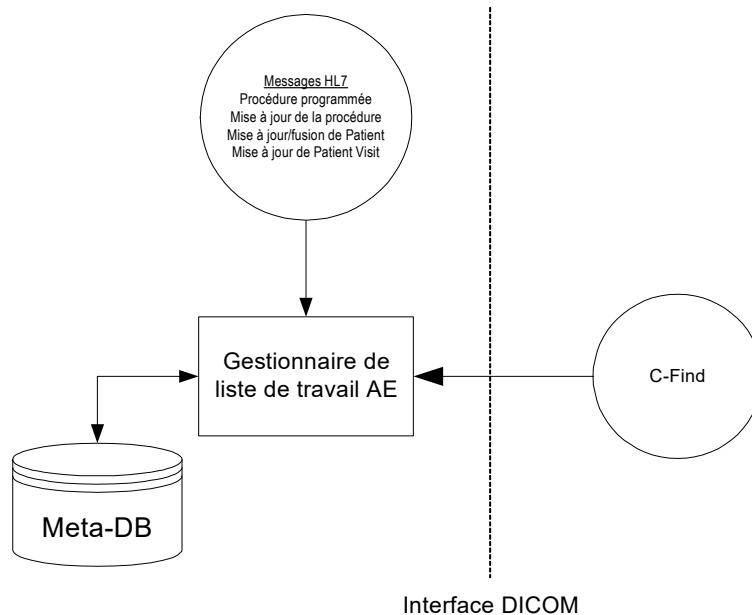 Messages HL7
Procédure programmée
Mise à jour de la procédure
Mise à jour/fusion de Patient
Mise à jour de Patient Visit
Gestionnaire de
liste de travail AE
C-Find
Meta-DB
Interface DICOM